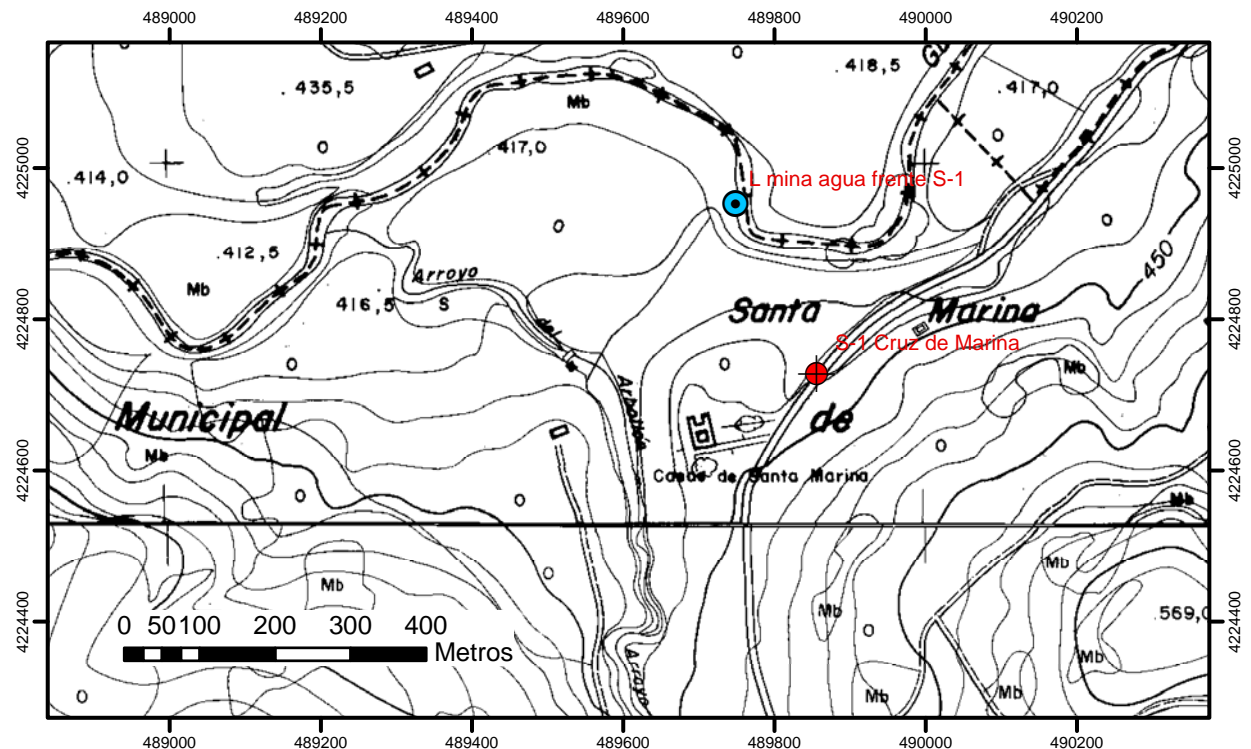 489000 489200 489400 489600 489800 490000 490200
4225000
4224800
4224600
4224400
.435,5
Mb
.418,5
.417,0
.417,0
.414,0
L mina agua frente S-1
.412,5
Mb
Arroyo
416,5
S
del
Arbollón
Santa Marina
450
S-1 Cruz de Marina
Mb
Municipal
de
Mb
Casas de Santa Marina
Mb
Mb
Mb
Mb
.569,0
Arroyo
Mb
Mb
Mb
0 50 100 200 300 400
Metros
4225000
4224800
4224600
4224400
489000 489200 489400 489600 489800 490000 490200